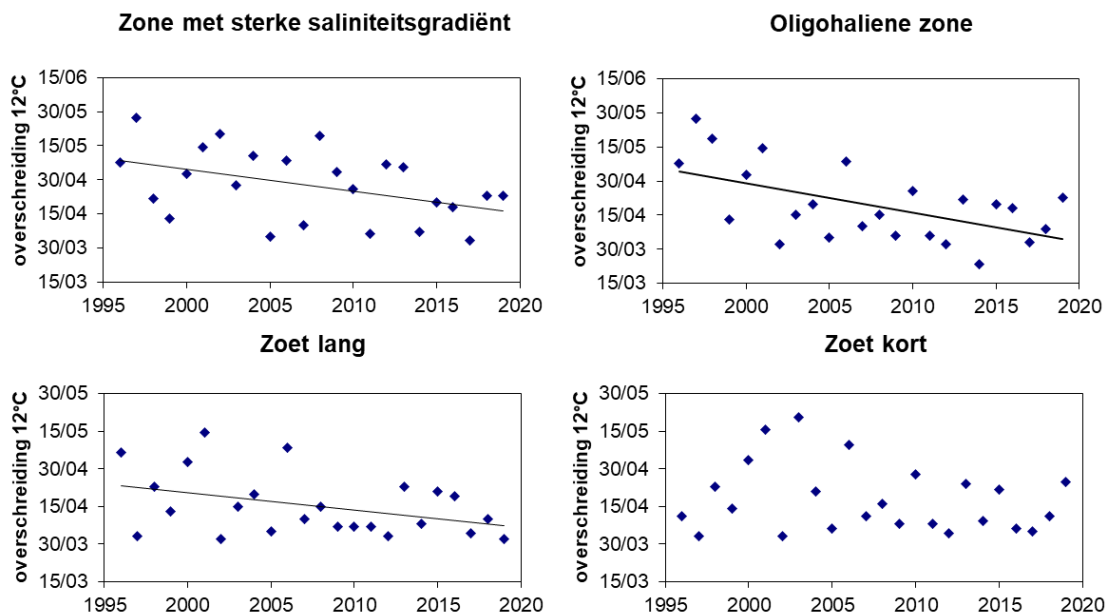 Zone met sterke saliniteitsgradiënt
overschreiding 12°C
15/06
30/05
15/05
30/04
15/04
30/03
15/03
1995 2000 2005 2010 2015 2020
Oligohaliene zone
overschreiding 12°C
15/06
30/05
15/05
30/04
15/04
30/03
15/03
1995 2000 2005 2010 2015 2020
Zoet lang
overschreiding 12°C
30/05
15/05
30/04
15/04
30/03
15/03
1995 2000 2005 2010 2015 2020
Zoet kort
overschreiding 12°C
30/05
15/05
30/04
15/04
30/03
15/03
1995 2000 2005 2010 2015 2020